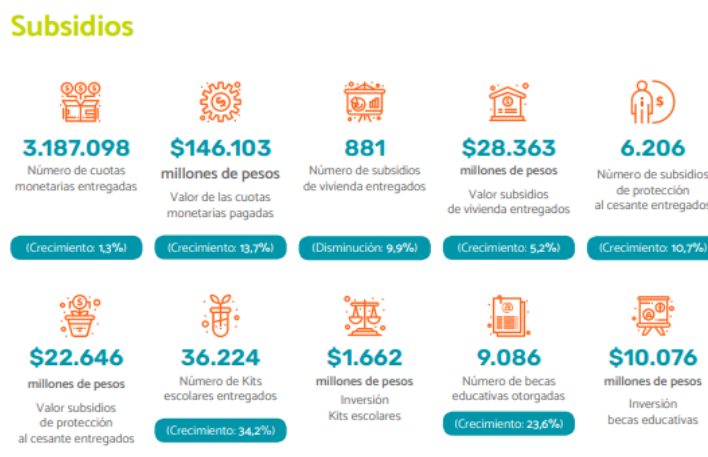 Subsidios
3.187.098
Número de cuotas
monetarias entregadas
(Crecimiento: 1,3%)
$146.103
millones de pesos
Valor de las cuotas
monetarias pagadas
(Crecimiento: 13,7%)
881
Número de subsidios
de vivienda entregados
(Disminución: 9,9%)
$28.363
millones de pesos
Valor subsidios
de vivienda entregados
(Crecimiento: 5,2%)
6.206
Número de subsidios
de protección
al cesante entregados
(Crecimiento: 10,7%)
$22.646
millones de pesos
Valor subsidios
de protección
al cesante entregados
36.224
Número de Kits
escolares entregados
(Crecimiento: 34,2%)
$1.662
millones de pesos
Inversión
Kits escolares
9.086
Número de becas
educativas otorgadas
(Crecimiento: 23,6%)
$10.076
millones de pesos
Inversión
becas educativas